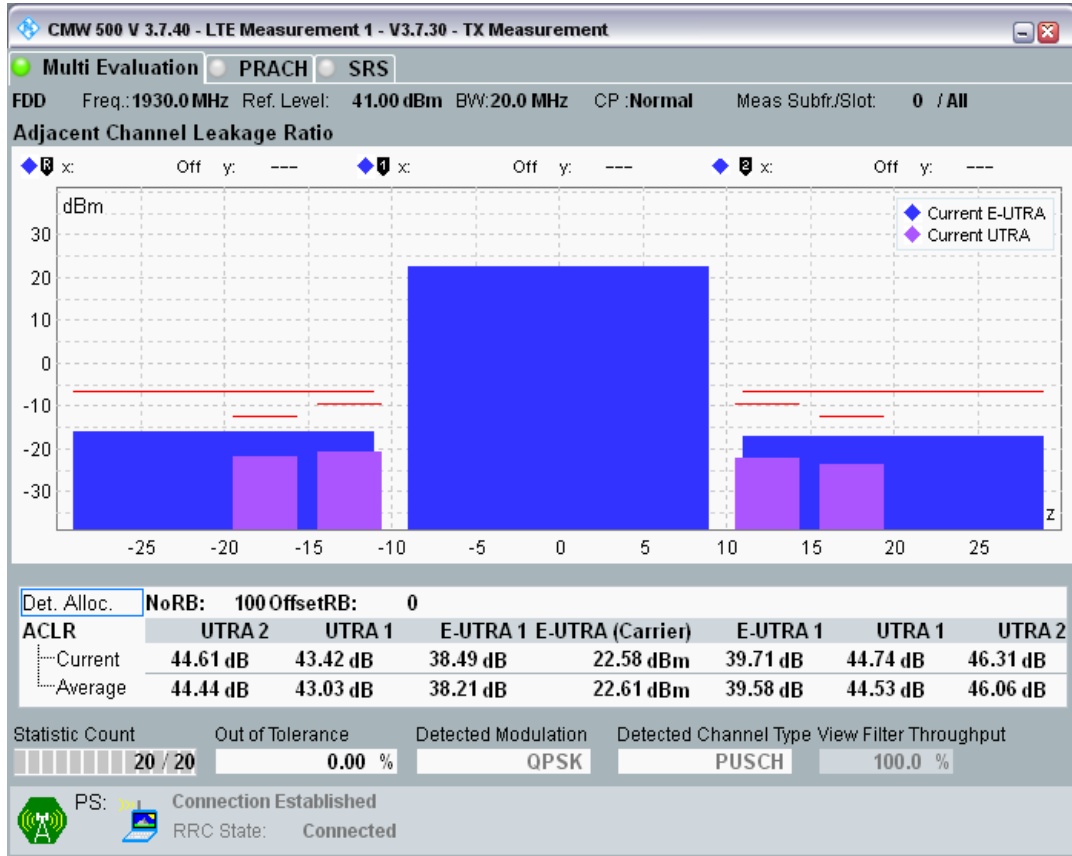 CMW 500 V 3.7.40 - LTE Measurement 1 - V3.7.30 - TX Measurement
Multi Evaluation PRACH SRS
FDD Freq.: 1930.0 MHz Ref. Level: 41.00 dBm BW: 20.0 MHz CP : Normal Meas Subfr./Slot: 0 / All
Adjacent Channel Leakage Ratio
R x: Off y: --- 1 x: Off y: --- 2 x: Off y: ---
dBm
Current E-UTRA
Current UTRA
30
20
10
0
-10
-20
-30
z
-25 -20 -15 -10 -5 0 5 10 15 20 25
Det. Alloc. NoRB: 100 OffsetRB: 0
ACLR UTRA 2 UTRA 1 E-UTRA 1 E-UTRA (Carrier) E-UTRA 1 UTRA 1 UTRA 2
Current 44.61 dB 43.42 dB 38.49 dB 22.58 dBm 39.71 dB 44.74 dB 46.31 dB
Average 44.44 dB 43.03 dB 38.21 dB 22.61 dBm 39.58 dB 44.53 dB 46.06 dB
Statistic Count Out of Tolerance Detected Modulation Detected Channel Type View Filter Throughput
20 / 20 0.00 % QPSK PUSCH 100.0 %
PS: Connection Established
RRC State: Connected